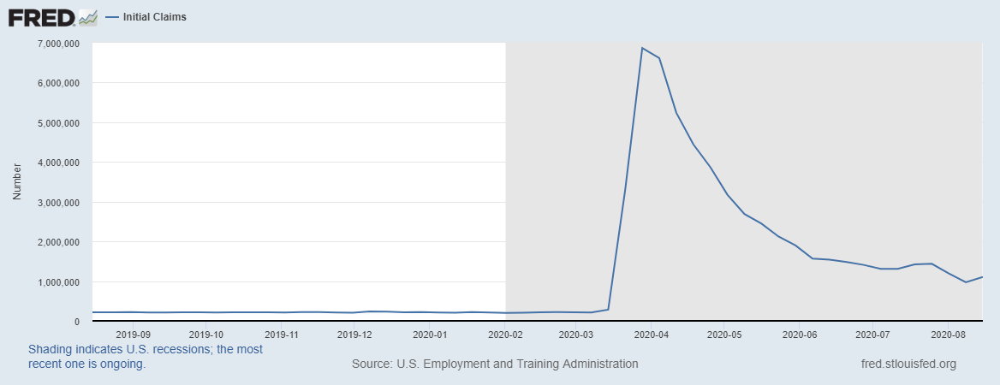 FRED
Initial Claims
7,000,000
6,000,000
5,000,000
4,000,000
3,000,000
2,000,000
1,000,000
0
Number
2019-09 2019-10 2019-11 2019-12 2020-01 2020-02 2020-03 2020-04 2020-05 2020-06 2020-07 2020-08
Shading indicates U.S. recessions; the most
recent one is ongoing.
Source: U.S. Employment and Training Administration
fred.stlouisfed.org